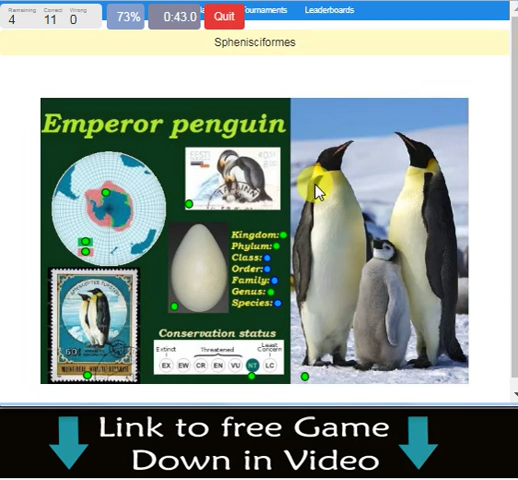 Remaining Correct Wrong
4 11 0
73%
0:43.0
Quit
Tournaments
Leaderboards
Sphenisciformes
Emperor penguin
EESTI
TALLINN
Kingdom:
Phylum:
Class:
Order:
Family:
Genus:
Species:
Conservation status
Extinct
Threatened
Least
Concern
EX EW CR EN VU NT LC
Link to free Game
Down in Video